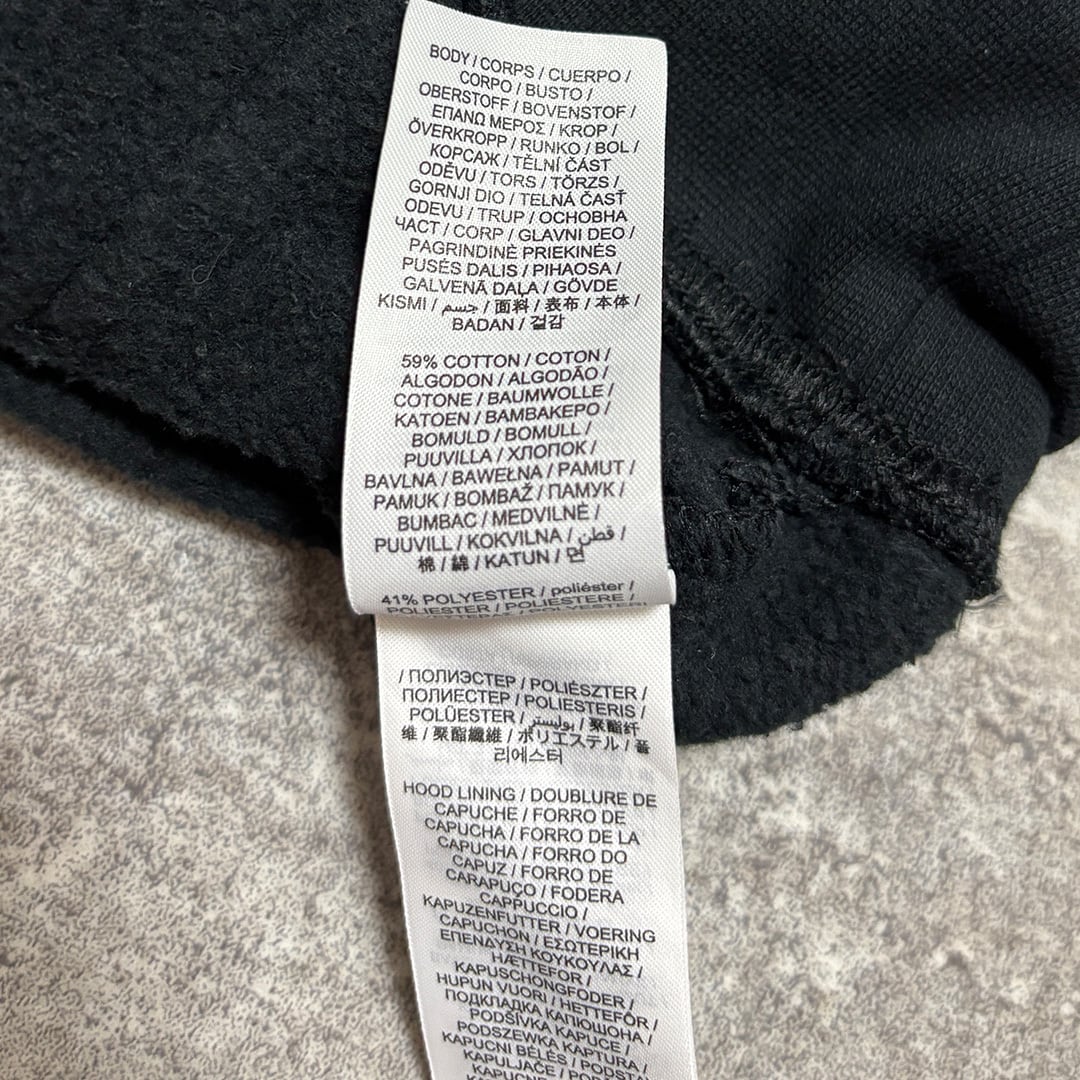 BODY / CORPS / CUERPO /
CORPO / BUSTO /
OBERSTOFF / BOVENSTOF /
ΕΠΑΝΩ ΜΕΡΟΣ / KROP /
ÖVERKROPP / RUNKO / BOL /
КОРСАЖ / TĚLNÍ ČÁST
ODĚVU / TORS / TÖRZS /
GORNJI DIO / TELNÁ ČASŤ
ODEVU / TRUP / ОСНОВНА
ЧАСТ / CORP / GLAVNI DEO /
PAGRINDINĖ PRIEKINĖS
PUSĖS DALIS / PIHAOSA /
GALVENĀ DAĻA / GÖVDE
KISMI / جسم / 面料 / 表布 / 本体 /
BADAN / 겉감
59% COTTON / COTON /
ALGODON / ALGODÃO /
COTONE / BAUMWOLLE /
KATOEN / ΒΑΜΒΑΚΕΡΟ /
BOMULD / BOMULL /
PUUVILLA / ХЛОПОК /
BAVLNA / BAWEŁNA / PAMUT /
PAMUK / BOMBAŽ / ПАМУК /
BUMBAC / MEDVILNĖ /
PUUVILL / KOKVILNA / قطن /
棉 / 綿 / KATUN / 면
41% POLYESTER / poliéster /
POLIESTER / POLIESTERE /
/ ПОЛИЭСТЕР / POLIÉSZTER /
ПОЛИЕСТЕР / POLIESTERIS /
POLÜESTER / بوليستر / 聚酯纤
维 / 聚酯纖維 / ポリエステル / 폴
리에스터
HOOD LINING / DOUBLURE DE
CAPUCHE / FORRO DE
CAPUCHA / FORRO DE LA
CAPUCHA / FORRO DO
CAPUZ / FORRO DE
CARAPUÇO / FODERA
CAPPUCCIO /
KAPUZENFUTTER / VOERING
CAPUCHON / ΕΣΩΤΕΡΙΚΗ
ΕΠΕΝΔΥΣΗ ΚΟΥΚΟΥΛΑΣ /
HÆTTEFOR /
KAPUSCHONGFODER /
HUPUN VUORI / HETTEFÔR /
ПОДКЛАДКА КАПЮШОНА /
PODŠÍVKA KAPUCE /
PODSZEWKA KAPTURA /
KAPUCNI BÉLÉS / PODSTA
KAPULJAČE /